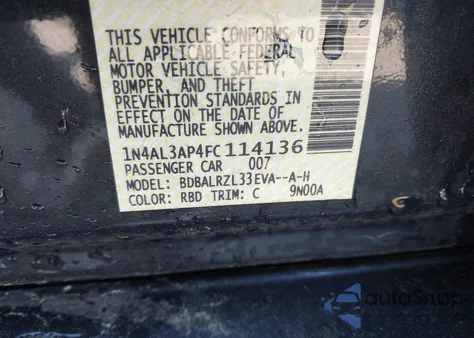 THIS VEHICLE CONFORMS TO
ALL APPLICABLE FEDERAL
MOTOR VEHICLE SAFETY,
BUMPER, AND THEFT
PREVENTION STANDARDS IN
EFFECT ON THE DATE OF
MANUFACTURE SHOWN ABOVE.
1N4AL3AP4FC114136
PASSENGER CAR 007
MODEL: BDBALRZL33EVA--A-H
COLOR: RBD TRIM: C 9N00A
autoSnap